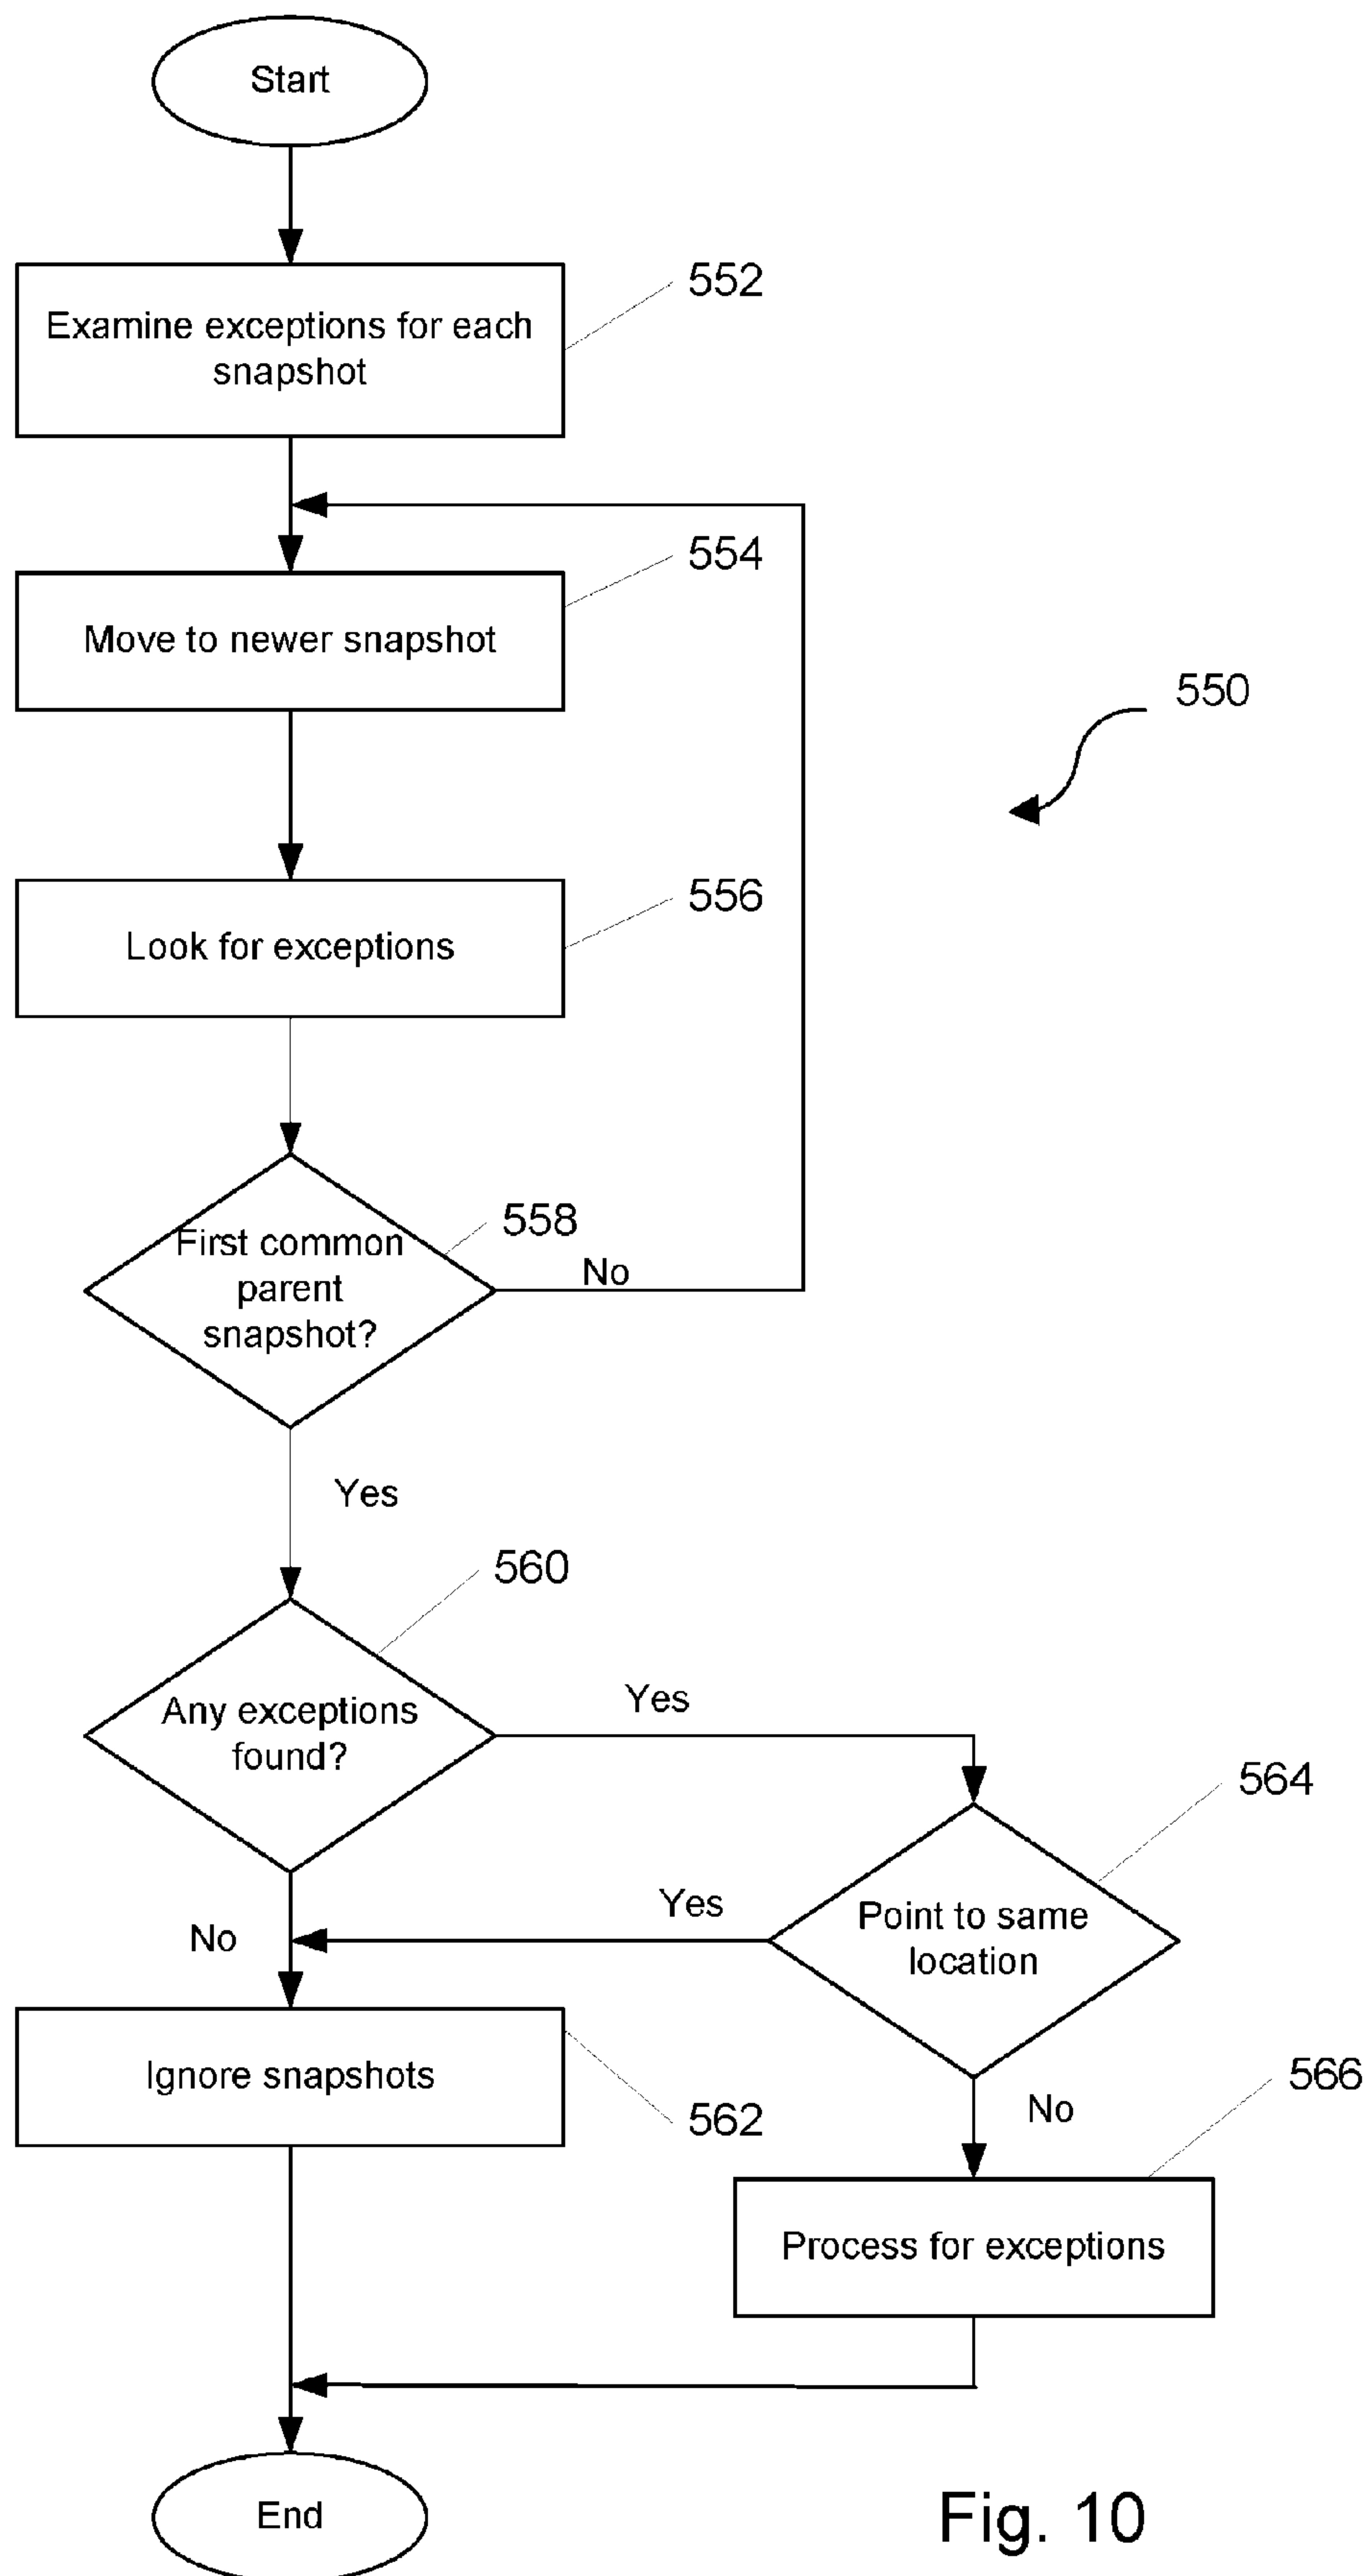 Start
Examine exceptions for each
snapshot
552
Move to newer snapshot
554
550
Look for exceptions
556
First common
parent
snapshot?
558
No
Yes
Any exceptions
found?
560
Yes
Point to same
location
564
Yes
No
Ignore snapshots
562
No
Process for exceptions
566
End
Fig. 10